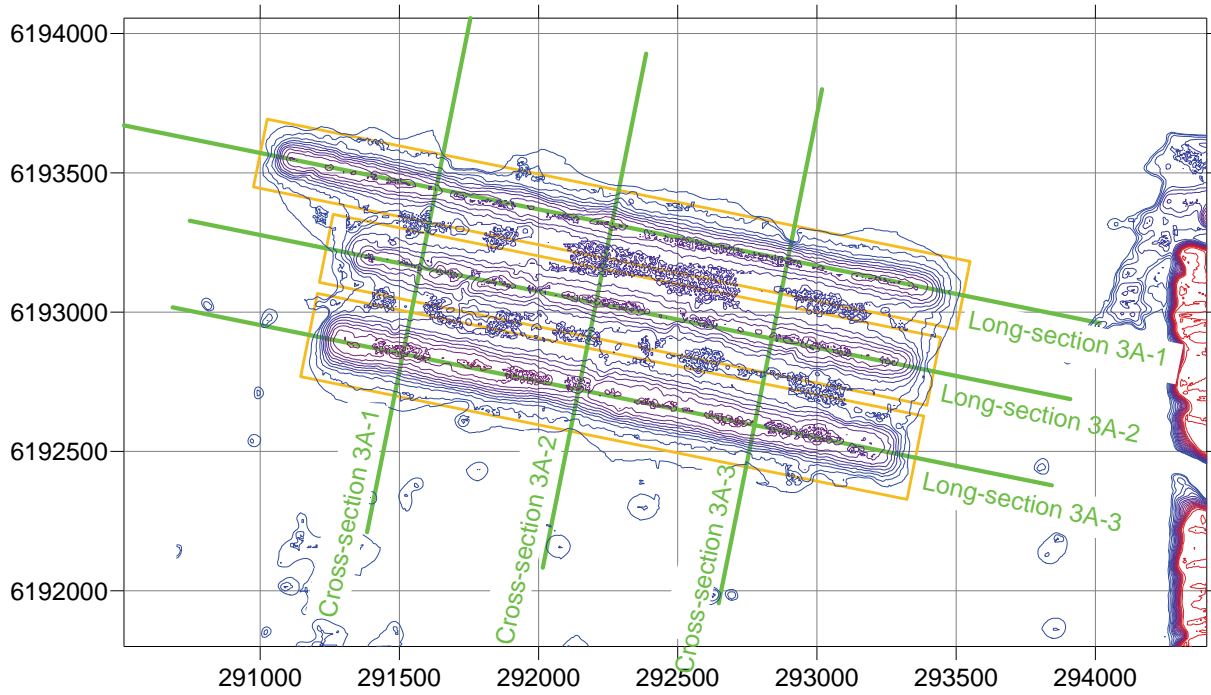 6194000
6193500
6193000
6192500
6192000
Long-section 3A-1
Long-section 3A-2
Long-section 3A-3
Cross-section 3A-1
Cross-section 3A-2
Cross-section 3A-3
291000
291500
292000
292500
293000
293500
294000